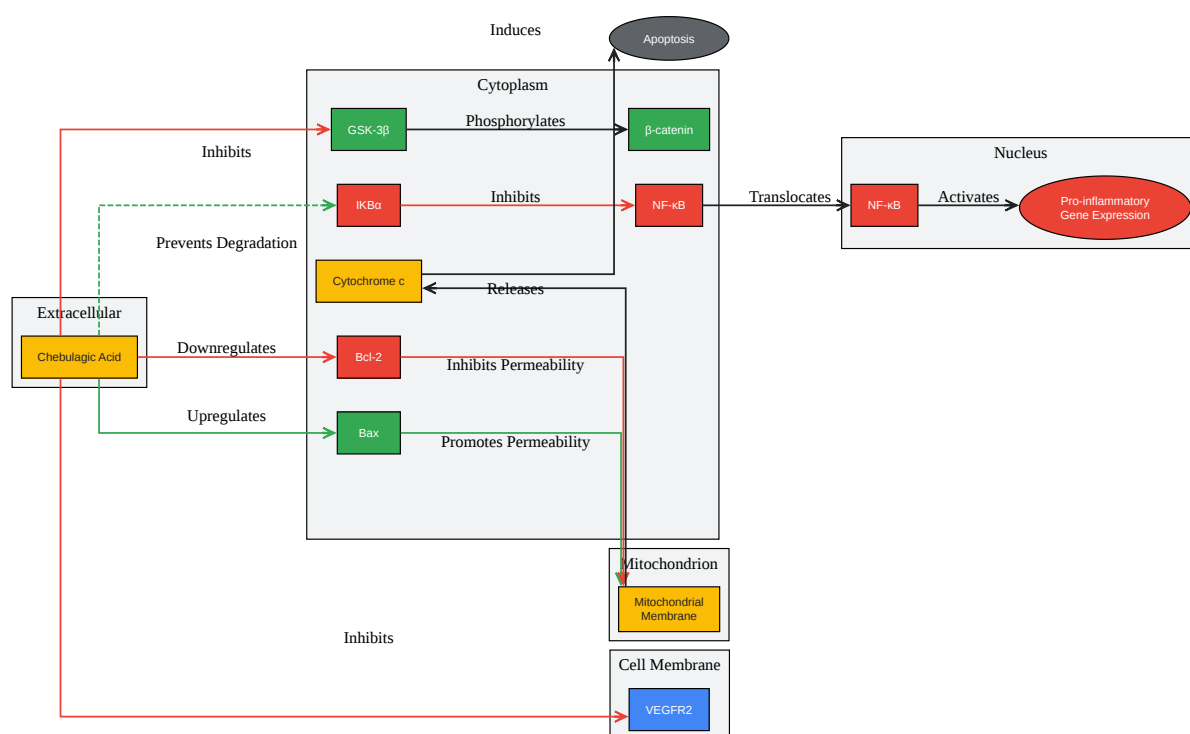 Induces
Apoptosis
Cytoplasm
GSK-3β
Phosphorylates
β-catenin
Inhibits
Nucleus
IKBα
Inhibits
NF-κB
Translocates
NF-κB
Activates
Pro-inflammatory
Gene Expression
Prevents Degradation
Cytochrome c
Releases
Extracellular
Chebulagic Acid
Downregulates
Bcl-2
Inhibits Permeability
Upregulates
Bax
Promotes Permeability
Mitochondrion
Mitochondrial
Membrane
Inhibits
Cell Membrane
VEGFR2